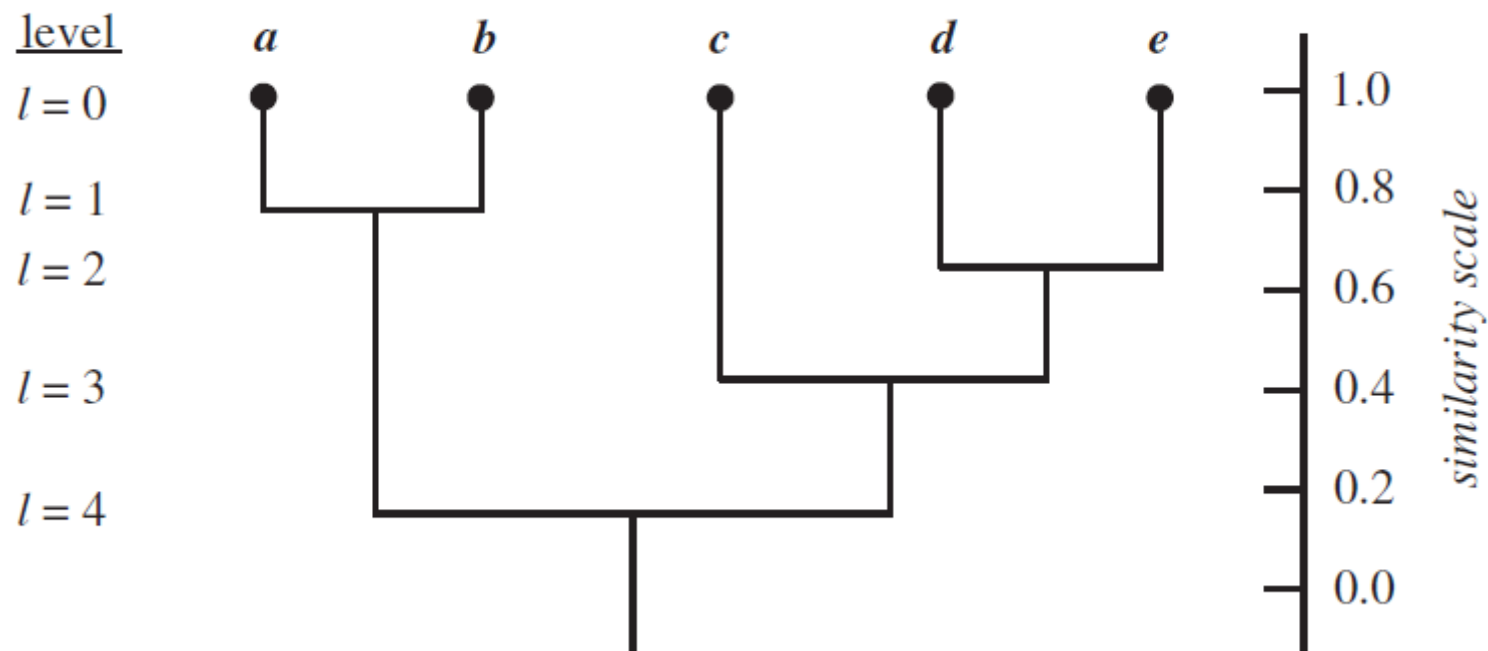 level a b c d e
l = 0 1.0
l = 1 0.8
l = 2 0.6
l = 3 0.4
l = 4 0.2
0.0
similarity scale